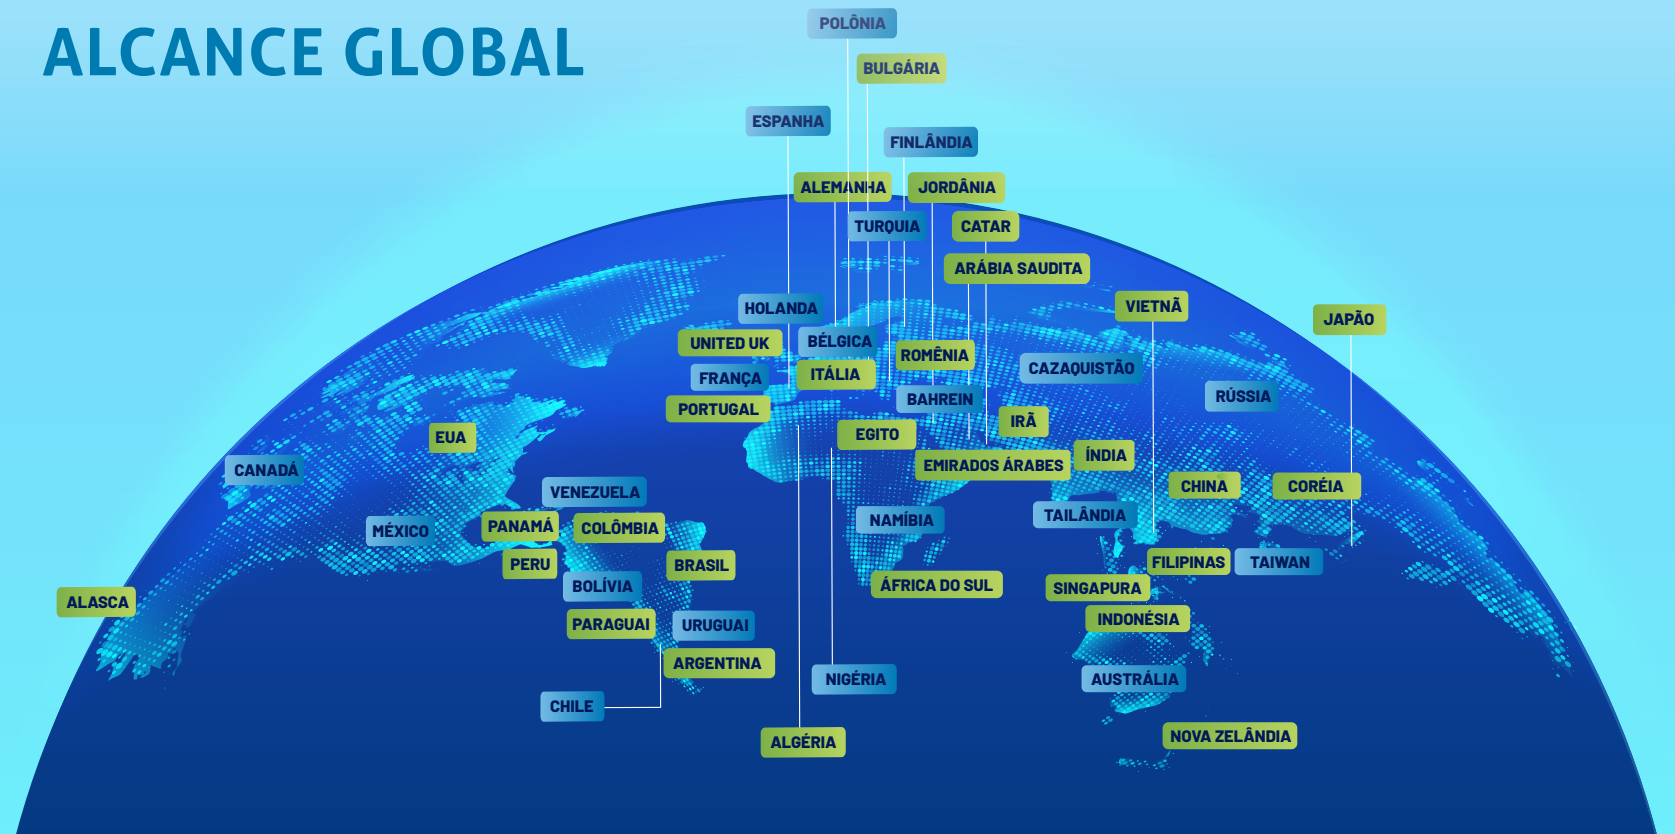 ALCANCE GLOBAL
POLÔNIA
BULGÁRIA
ESPANHA
FINLÂNDIA
ALEMANHA
JORDÂNIA
TURQUIA
CATAR
ARÁBIA SAUDITA
HOLANDA
VIETNÃ
JAPÃO
UNITED UK
BÉLGICA
ROMÊNIA
CAZAQUISTÃO
FRANÇA
ITÁLIA
RÚSSIA
PORTUGAL
BAHREIN
IRÃ
EUA
EGITO
CANADÁ
EMIRADOS ÁRABES
ÍNDIA
VENEZUELA
CHINA
CORÉIA
MÉXICO
PANAMÁ
COLÔMBIA
NAMÍBIA
TAILÂNDIA
PERU
BRASIL
FILIPINAS
TAIWAN
BOLÍVIA
ÁFRICA DO SUL
SINGAPURA
ALASCA
PARAGUAI
URUGUAI
INDONÉSIA
ARGENTINA
NIGÉRIA
AUSTRÁLIA
CHILE
ALGÉRIA
NOVA ZELÂNDIA